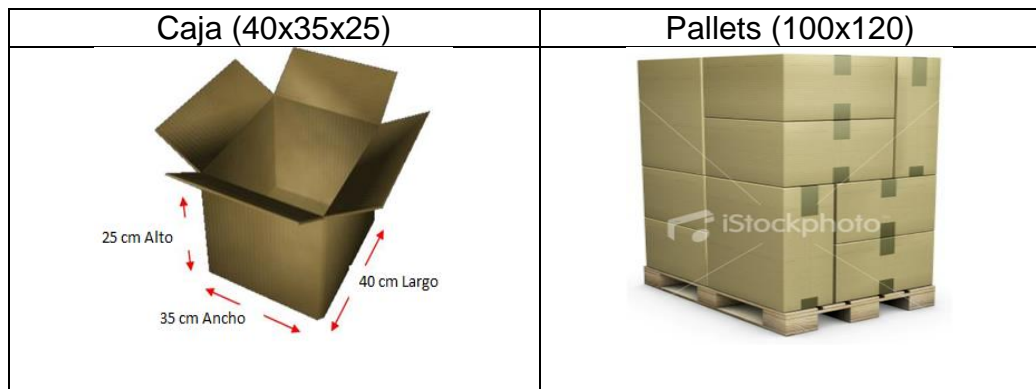 Caja (40x35x25)
Pallets (100x120)
25 cm Alto
40 cm Largo
35 cm Ancho
iStockphoto